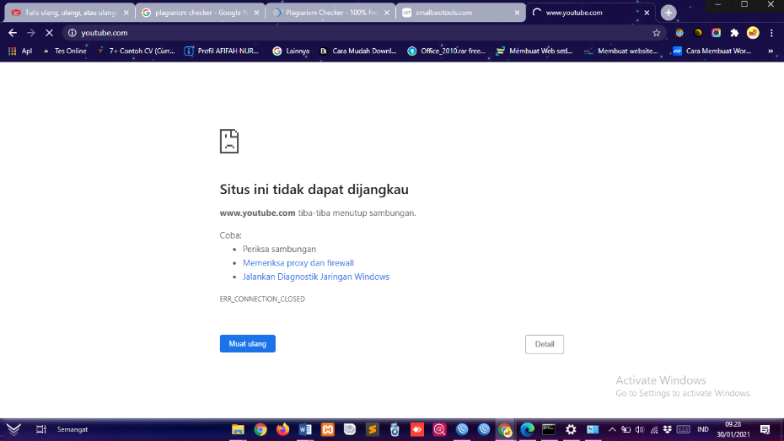 Tulis ulang, ulangi, atau ulangi
plagiarism checker - Google
Plagiarism Checker - 100% Fre
smallseotools.com
www.youtube.com
youtube.com
Apl
Tes Online
7+ Contoh CV (Curr...
Profil AFIFAH NUR...
Lainnya
Cara Mudah Downl...
Office_2010.rar free...
Membuat Web sed...
Membuat website...
Cara Membuat Wor...
Situs ini tidak dapat dijangkau
www.youtube.com tiba-tiba menutup sambungan.
Coba:
Periksa sambungan
Memeriksa proxy dan firewall
Jalankan Diagnostik Jaringan Windows
ERR_CONNECTION_CLOSED
Muat ulang
Detail
Activate Windows
Go to Settings to activate Windows.
Semangat
IND
09.28
30/01/2021